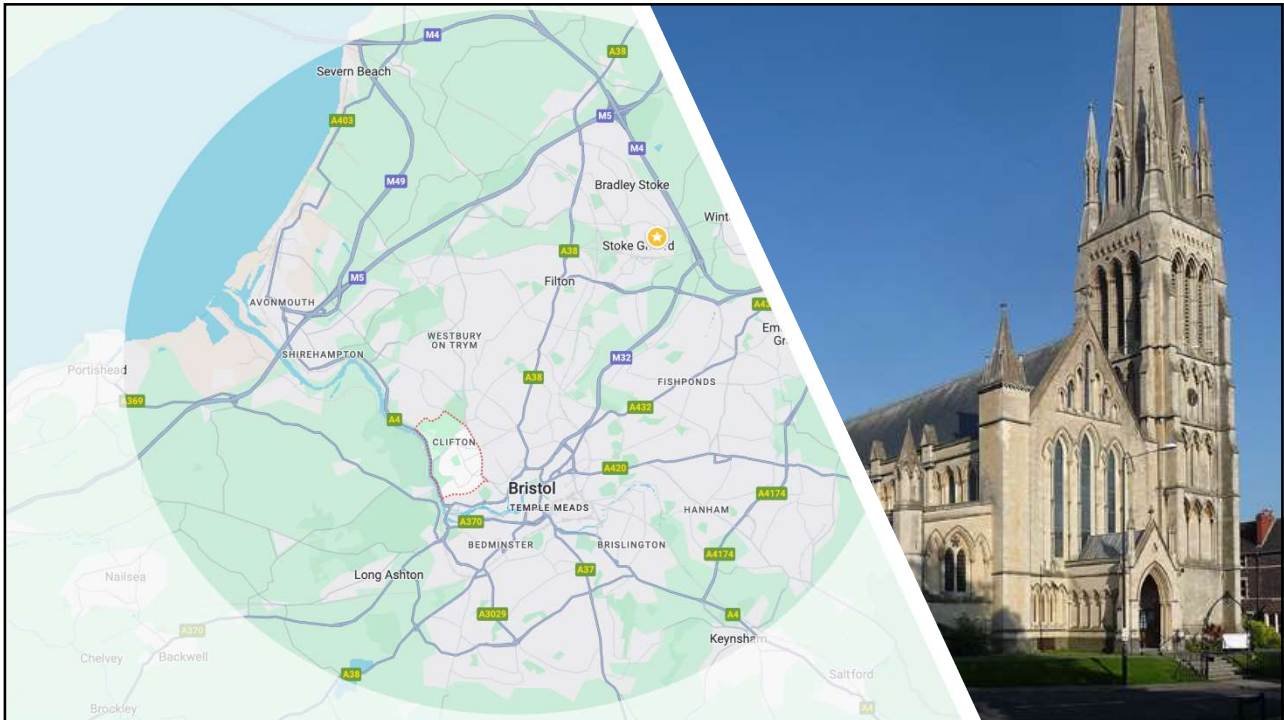 M4
A38
Severn Beach
M5
A403
M4
M49
Bradley Stoke
Wint
Stoke
A38
M5
Filton
AVONMOUTH
WESTBURY
ON TRYM
SHIREHAMPTON
M32
Portishead
A38
FISHPONDS
A369
A432
A4
CLIFTON
A420
Bristol
TEMPLE MEADS
A4174
HANHAM
A370
BEDMINSTER
BRISLINGTON
A4174
Long Ashton
A37
Nailsea
A3029
A4
A370
Keynsham
Chelvey
Backwell
A38
Saltford
Brockley
A4